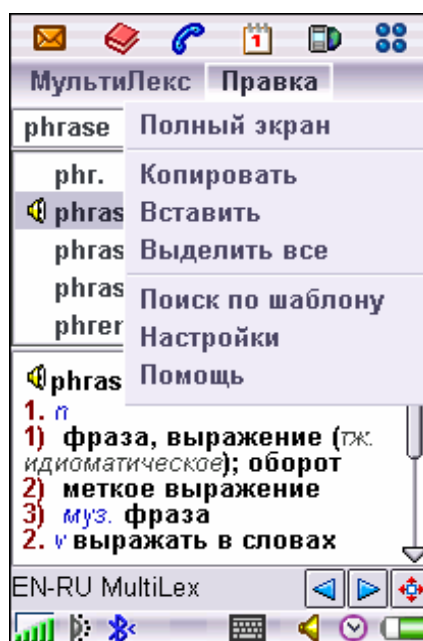 1
МультиЛекс Правка
phrase
Полный экран
phr.
Копировать
phras
Вставить
phras
Выделить все
phras
Поиск по шаблону
phrer
Настройки
Помощь
phras
1. n
1) фраза, выражение (тж.
идиоматическое); оборот
2) меткое выражение
3) муз. фраза
2. v выражать в словах
EN-RU MultiLex